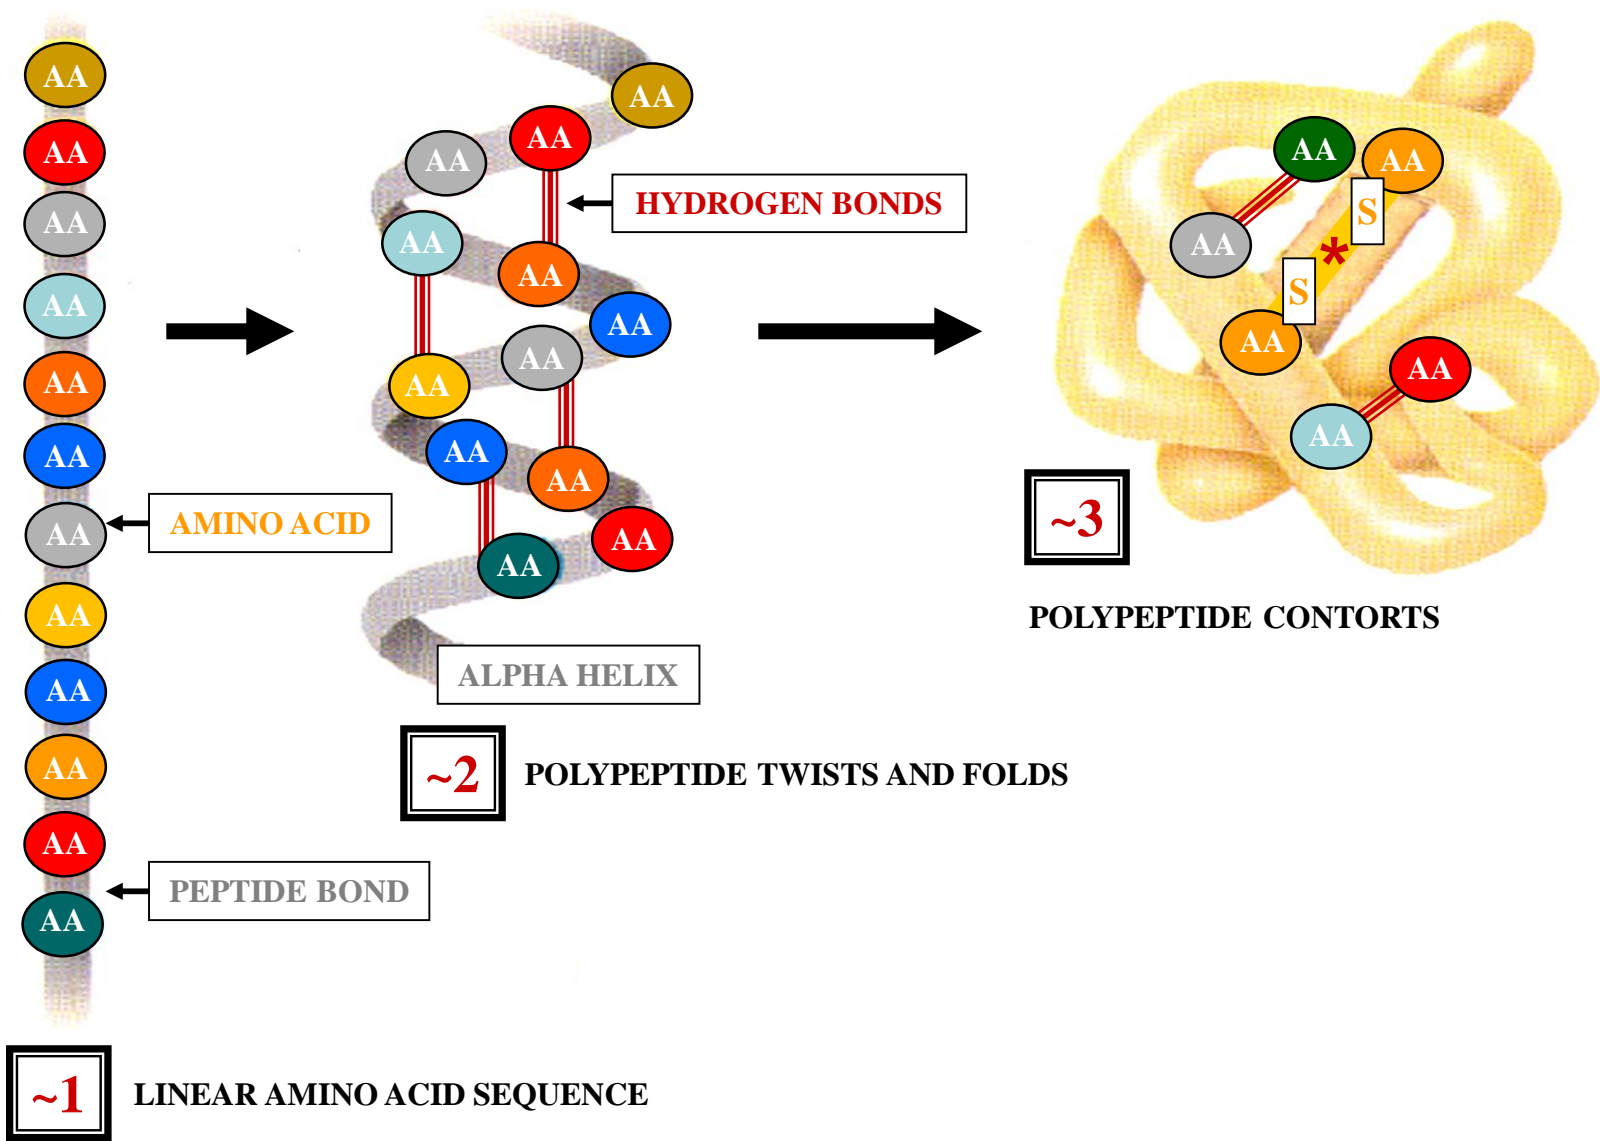 AA
AA
AA
AA
AA
AA
AA
AA
AA
AA
AA
AA
AMINO ACID
PEPTIDE BOND
~1
LINEAR AMINO ACID SEQUENCE
AA
AA
AA
AA
AA
AA
AA
AA
AA
AA
AA
AA
HYDROGEN BONDS
ALPHA HELIX
~2
POLYPEPTIDE TWISTS AND FOLDS
AA
AA
S
AA
*
S
AA
AA
AA
~3
POLYPEPTIDE CONTORTS